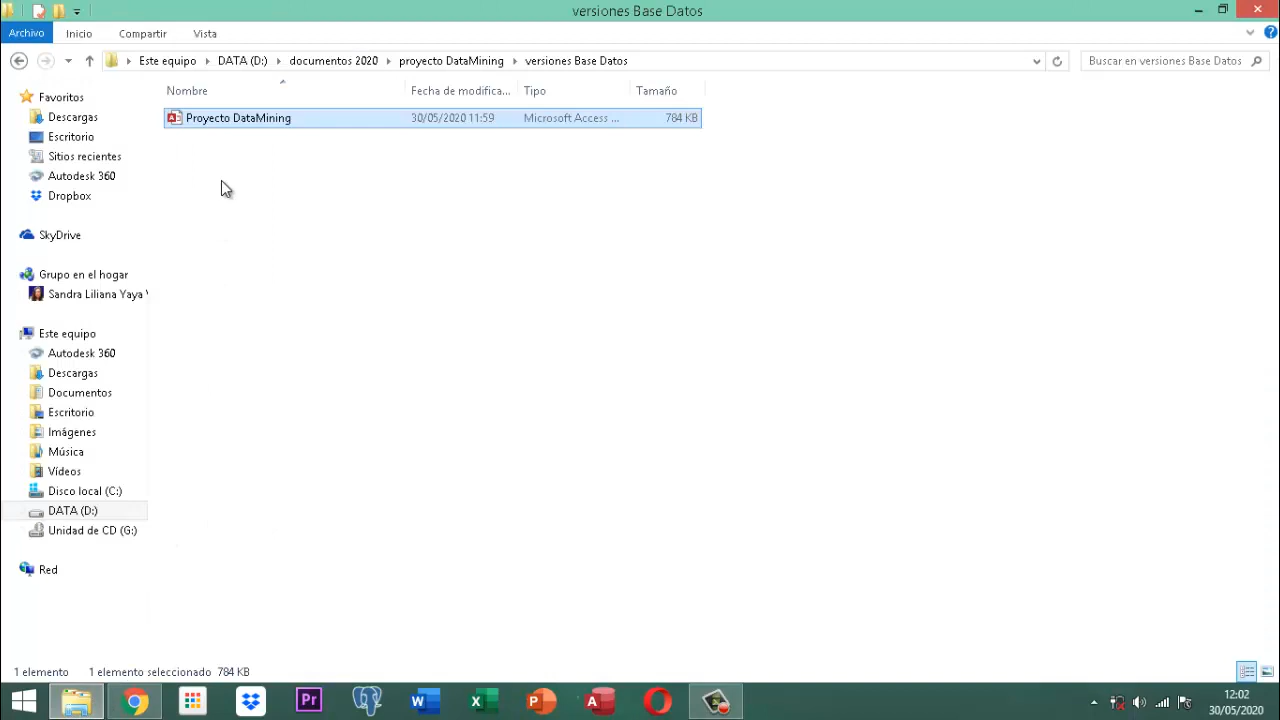 versiones Base Datos
Archivo Inicio Compartir Vista
Este equipo DATA (D:) documentos 2020 proyecto DataMining versiones Base Datos Buscar en versiones Base Datos
Nombre Fecha de modifica... Tipo Tamaño
Proyecto DataMining 30/05/2020 11:59 Microsoft Access ... 784 KB
Favoritos
Descargas
Escritorio
Sitios recientes
Autodesk 360
Dropbox
SkyDrive
Grupo en el hogar
Sandra Liliana Yaya
Este equipo
Autodesk 360
Descargas
Documentos
Escritorio
Imágenes
Música
Vídeos
Disco local (C:)
DATA (D:)
Unidad de CD (G:)
Red
1 elemento 1 elemento seleccionado 784 KB
Pr W X P A
12:02
30/05/2020